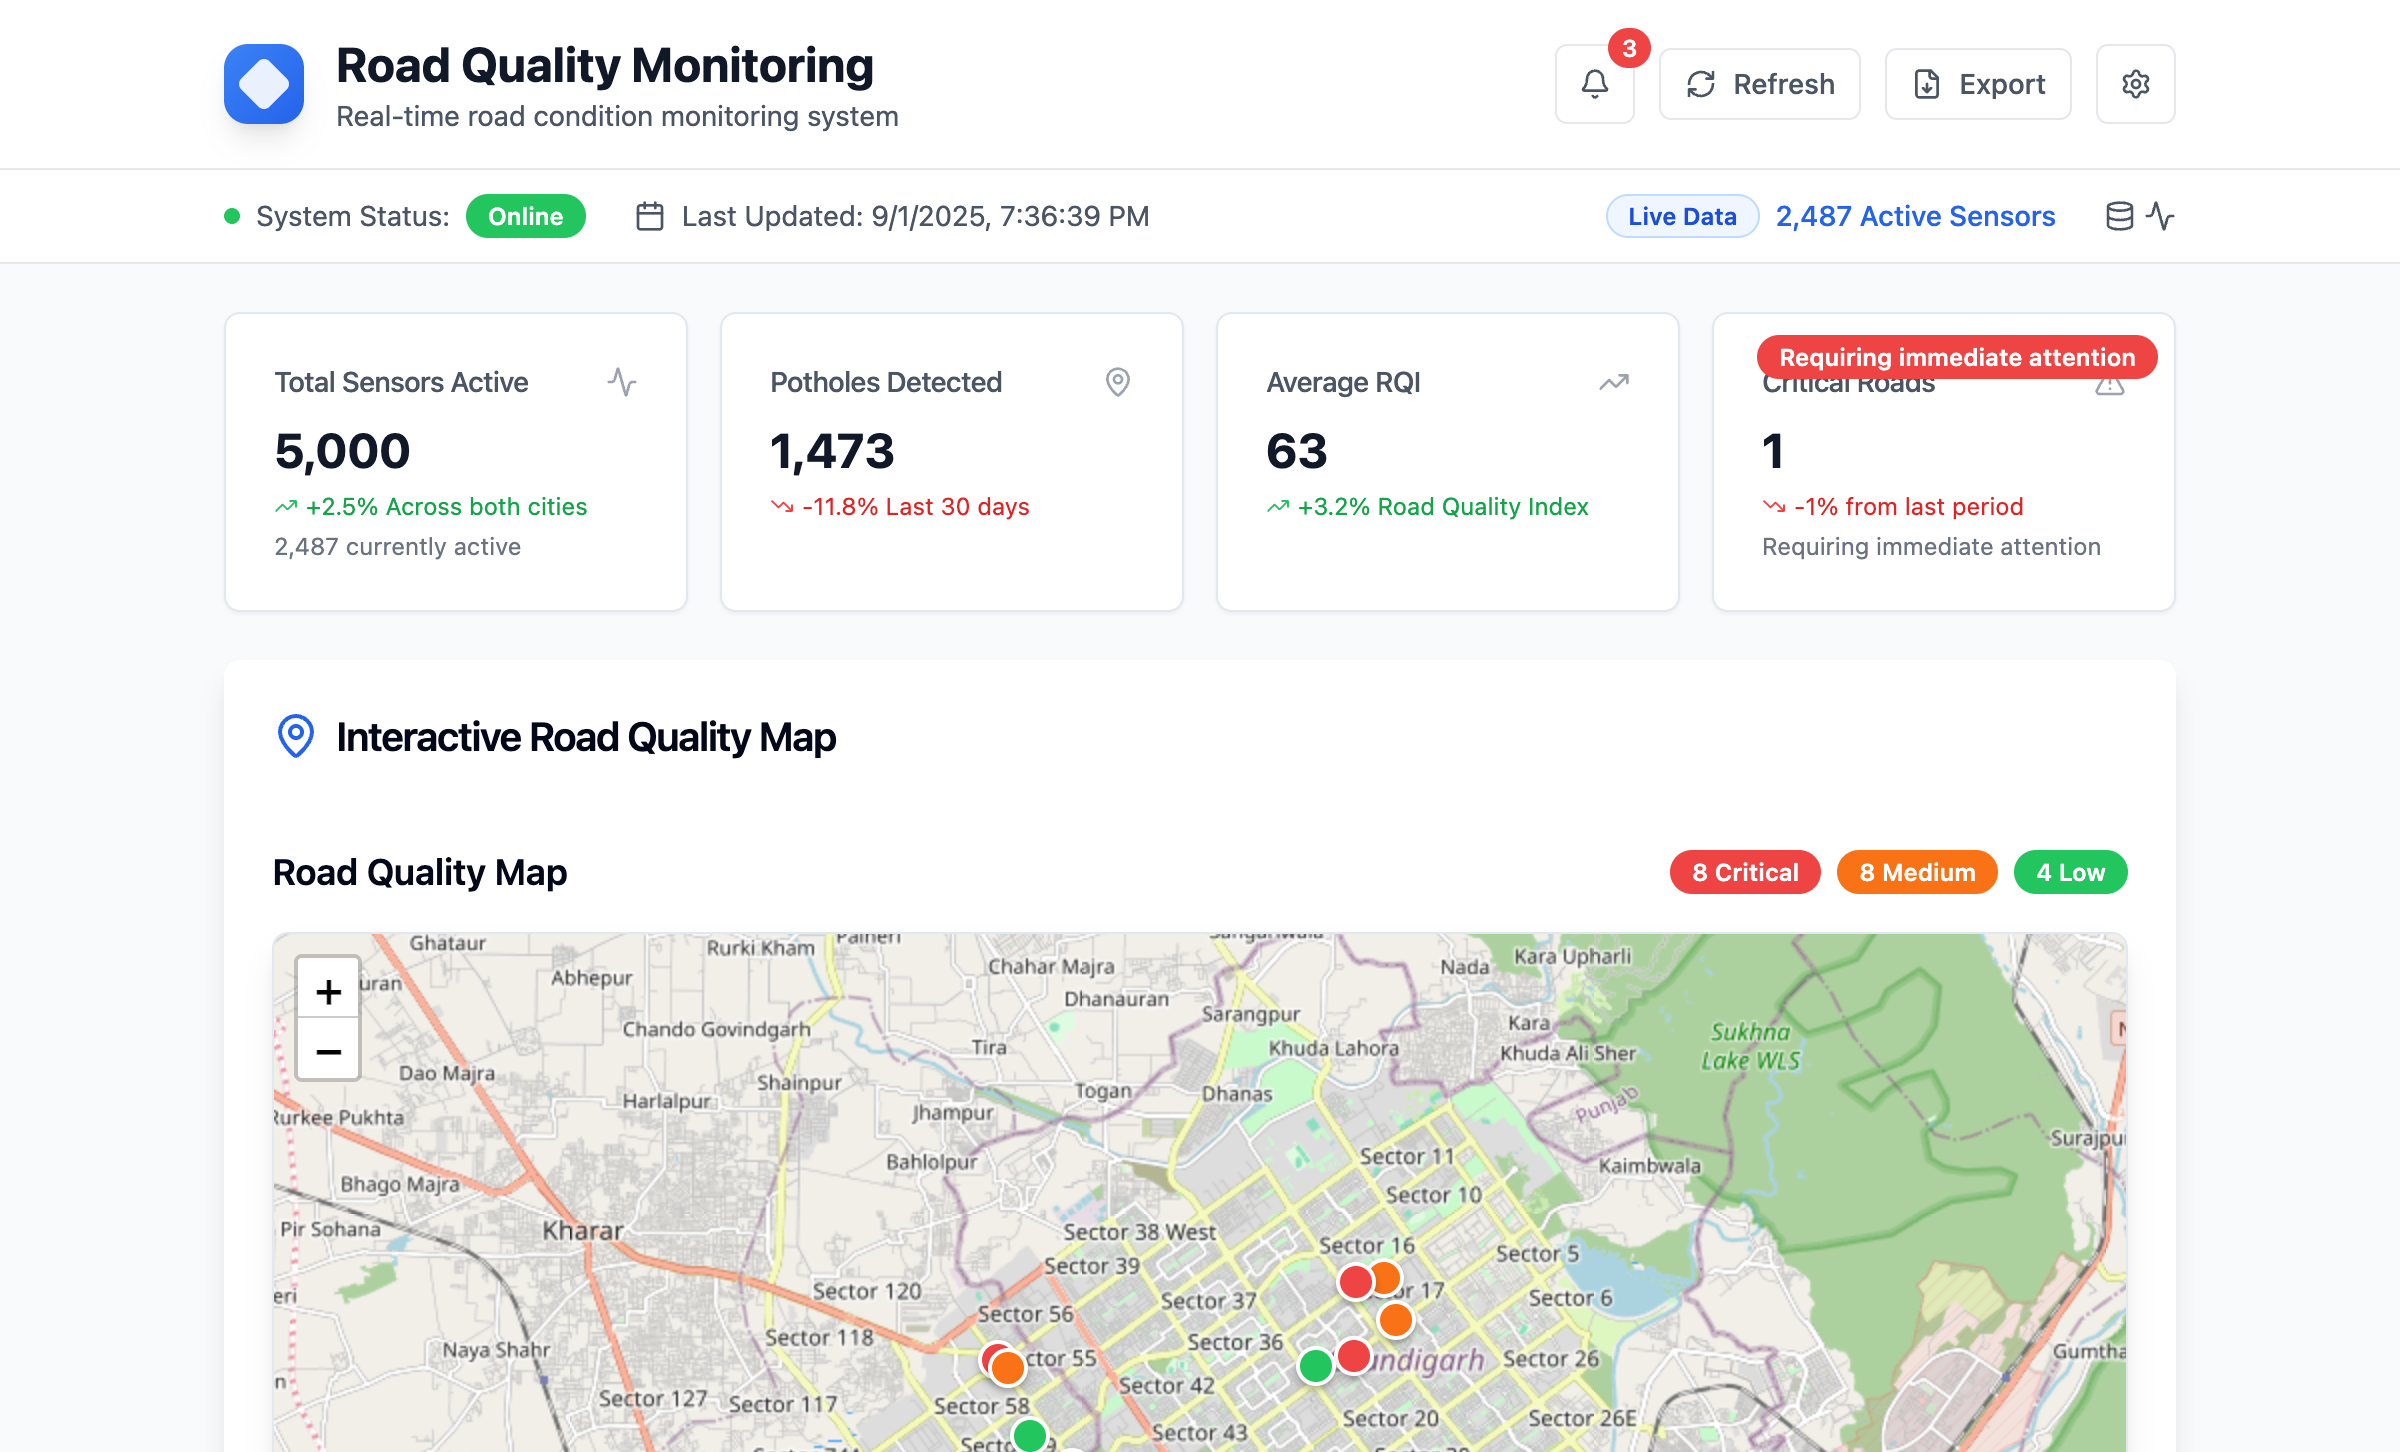 Road Quality Monitoring
Real-time road condition monitoring system
3
Refresh
Export
System Status: Online
Last Updated: 9/1/2025, 7:36:39 PM
Live Data
2,487 Active Sensors
Total Sensors Active
5,000
+2.5% Across both cities
2,487 currently active
Potholes Detected
1,473
-11.8% Last 30 days
Average RQI
63
+3.2% Road Quality Index
Requiring immediate attention
Critical Roads
1
-1% from last period
Requiring immediate attention
Interactive Road Quality Map
Road Quality Map
8 Critical
8 Medium
4 Low
+
−
Ghataur
Rurki Kham
Chahar Majra
Nada
Kara Upharli
Abhepur
uran
Dhanauran
Sarangpur
Kara
Chando Govindgarh
Tira
Khuda Lahora
Khuda Ali Sher
Sukhna
Lake WLS
Dao Majra
Shainpur
Togan
Dhanas
Harlalpur
Jhampur
Punjab
Rurkee Pukhta
Surajpu
Bahlolpur
Sector 11
Kaimbwala
Bhago Majra
Sector 10
Pir Sohana
Kharar
Sector 38 West
Sector 16
Sector 5
Sector 39
eri
Sector 120
Sector 56
Sector 37
or 17
Sector 6
Sector 118
Sector 36
Naya Shahr
ctor 55
andigarh
Sector 26
Gumtha
n
Sector 42
Sector 127
Sector 117
Sector 58
Sector 43
Sector 20
Sector 26E